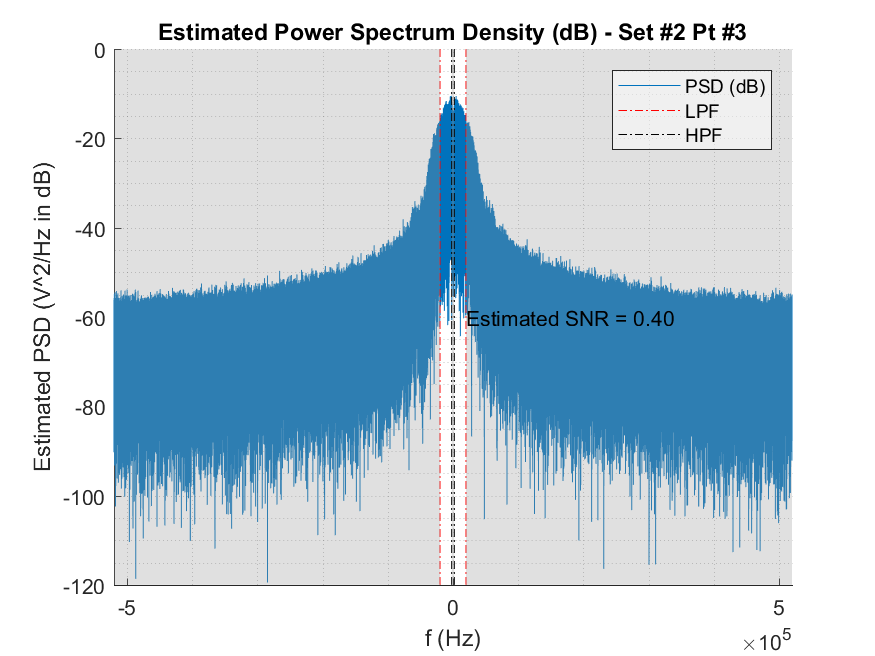 Estimated Power Spectrum Density (dB) - Set #2 Pt #3
0
-20
-40
-60
-80
-100
-120
Estimated PSD (V^2/Hz in dB)
PSD (dB)
LPF
HPF
Estimated SNR = 0.40
-5
0
5
f (Hz)
×10^5